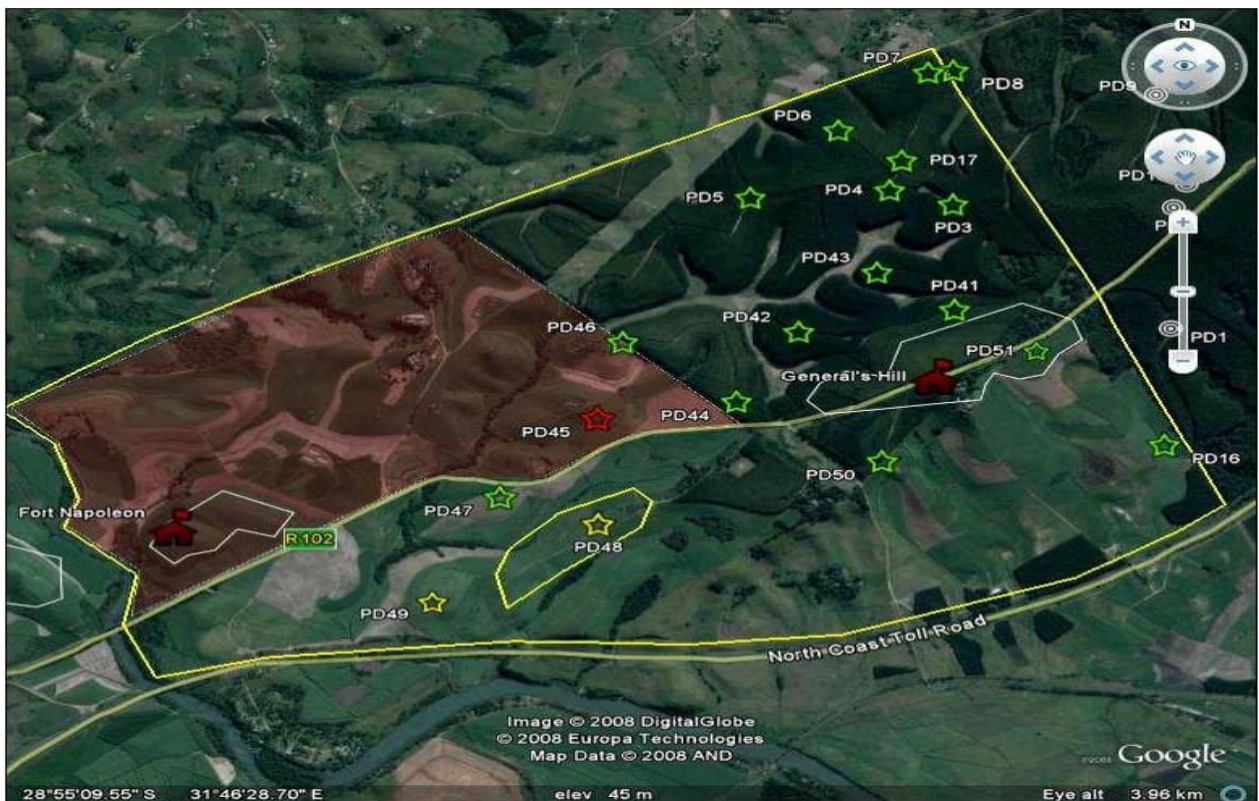 N
PD7
PD8
PD9
PD6
PD17
PD4
PD5
PD3
PD43
PD41
PD46
PD42
PD1
PD51
General's Hill
PD44
PD45
PD16
PD50
Fort Napoleon
PD47
R 102
PD48
PD49
North Coast Toll Road
Image © 2008 DigitalGlobe
© 2008 Europa Technologies
Map Data © 2008 AND
©2008 Google
28°55'09.55" S 31°46'28.70" E elev 45 m Eye alt 3.96 km